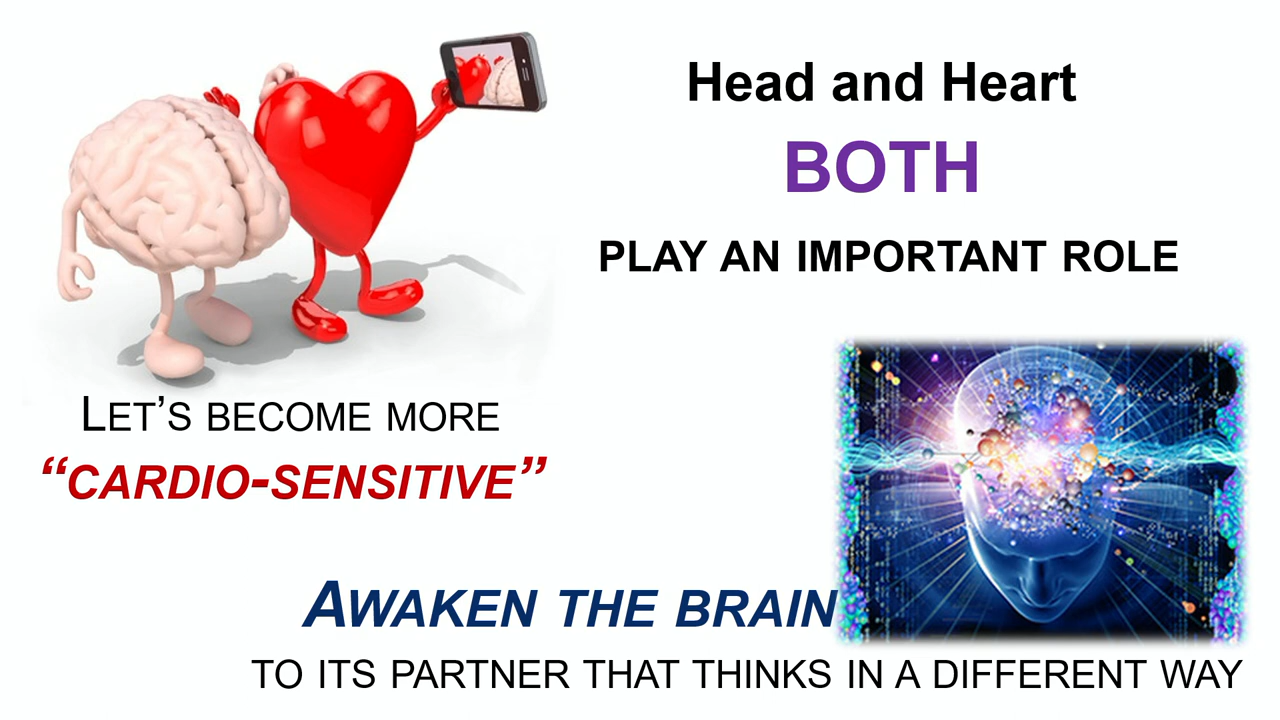 Head and Heart
BOTH
PLAY AN IMPORTANT ROLE
LET’S BECOME MORE
“CARDIO-SENSITIVE”
AWAKEN THE BRAIN
TO ITS PARTNER THAT THINKS IN A DIFFERENT WAY